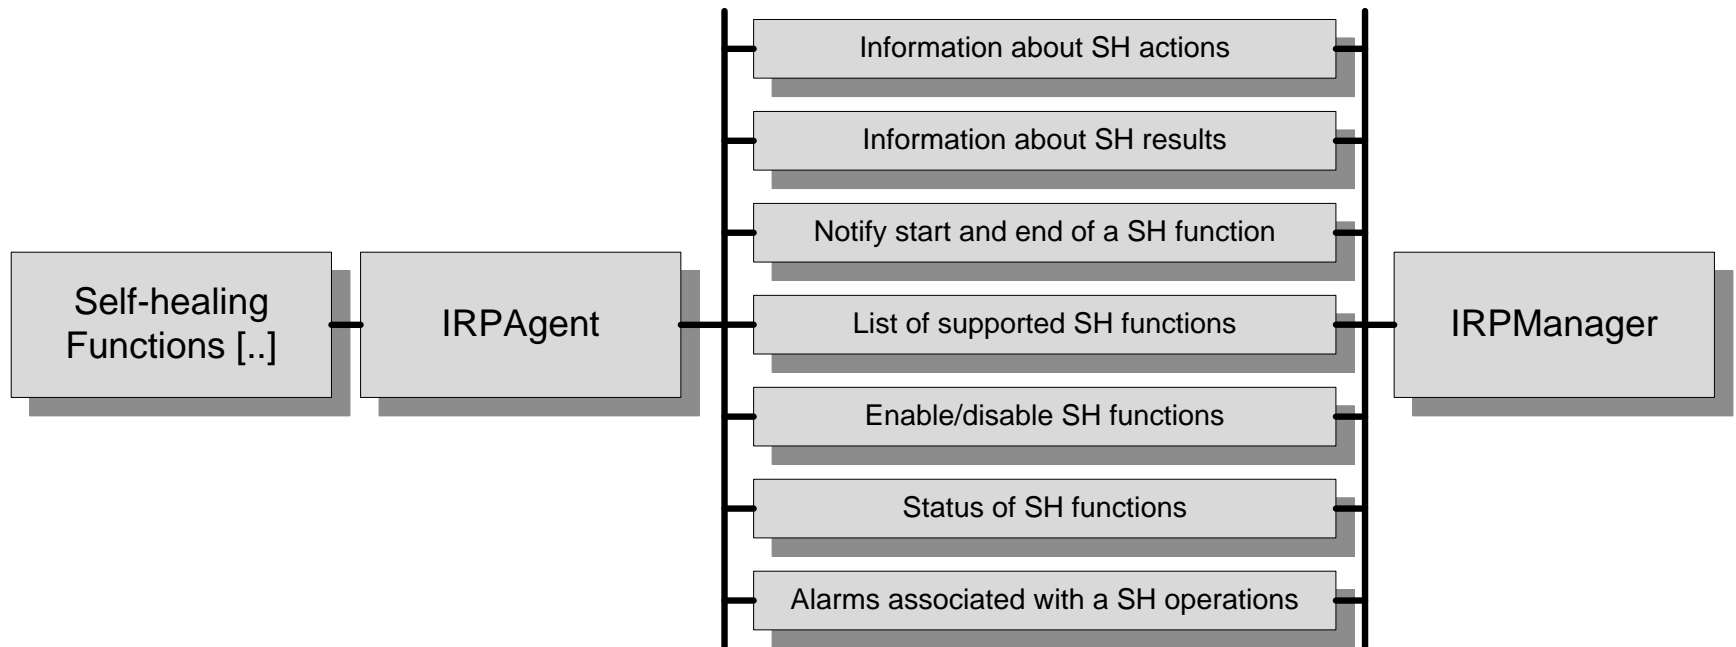 Information about SH actions
Information about SH results
Notify start and end of a SH function
Self-healing
Functions [..]
IRPAgent
List of supported SH functions
IRPManager
Enable/disable SH functions
Status of SH functions
Alarms associated with a SH operations